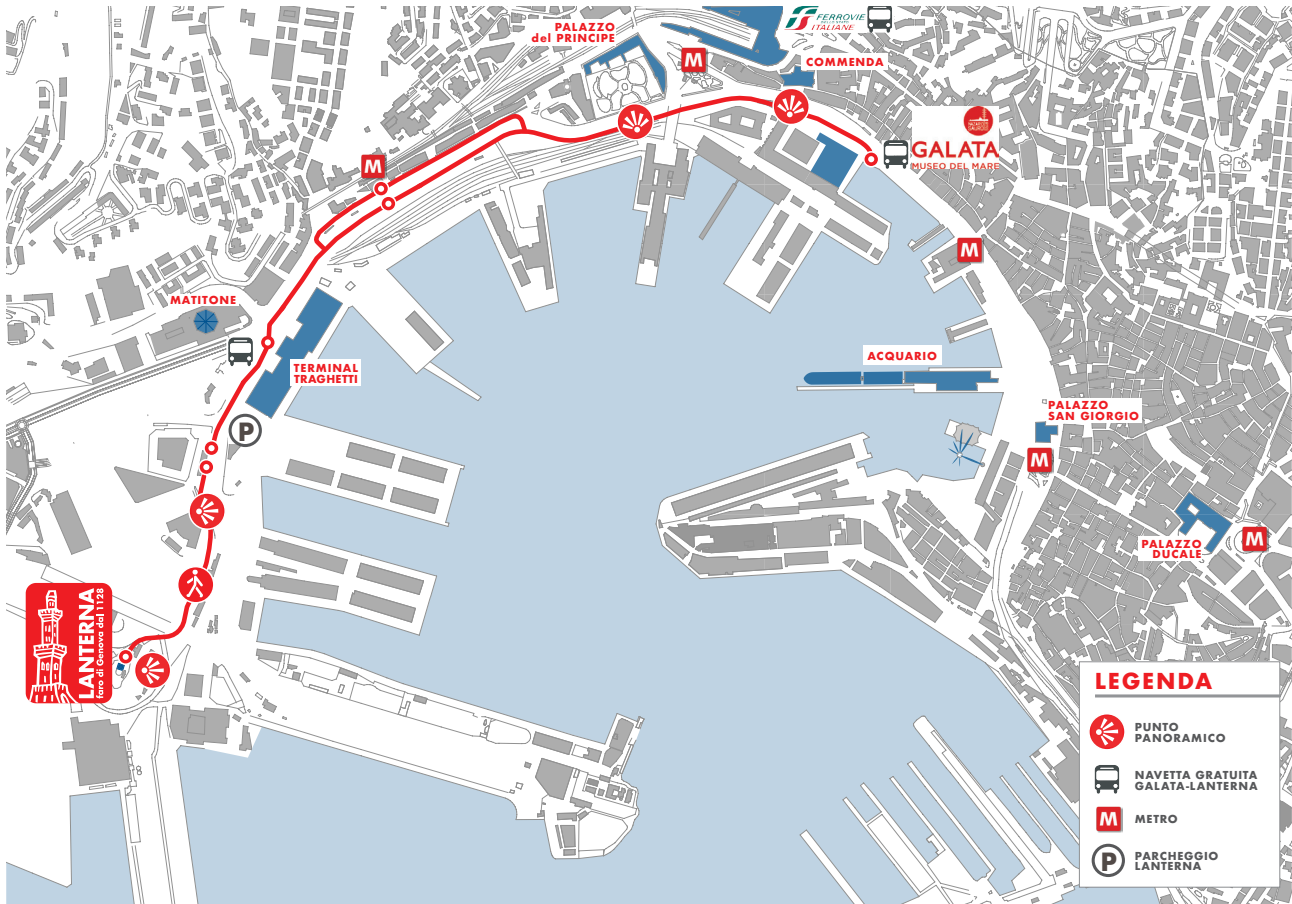 PALAZZO
del PRINCIPE
FERROVIE
DELLO STATO
ITALIANE
M
COMMENDA
GALATA
MUSEO DEL MARE
M
M
MATITONE
TERMINAL
TRAGHETTI
ACQUARIO
PALAZZO
SAN GIORGIO
P
M
PALAZZO
DUCALE
M
LANTERNA
faro di Genova dal 1128
LEGENDA
PUNTO
PANORAMICO
NAVETTA GRATUITA
GALATA-LANTERNA
M
METRO
P
PARCHEGGIO
LANTERNA